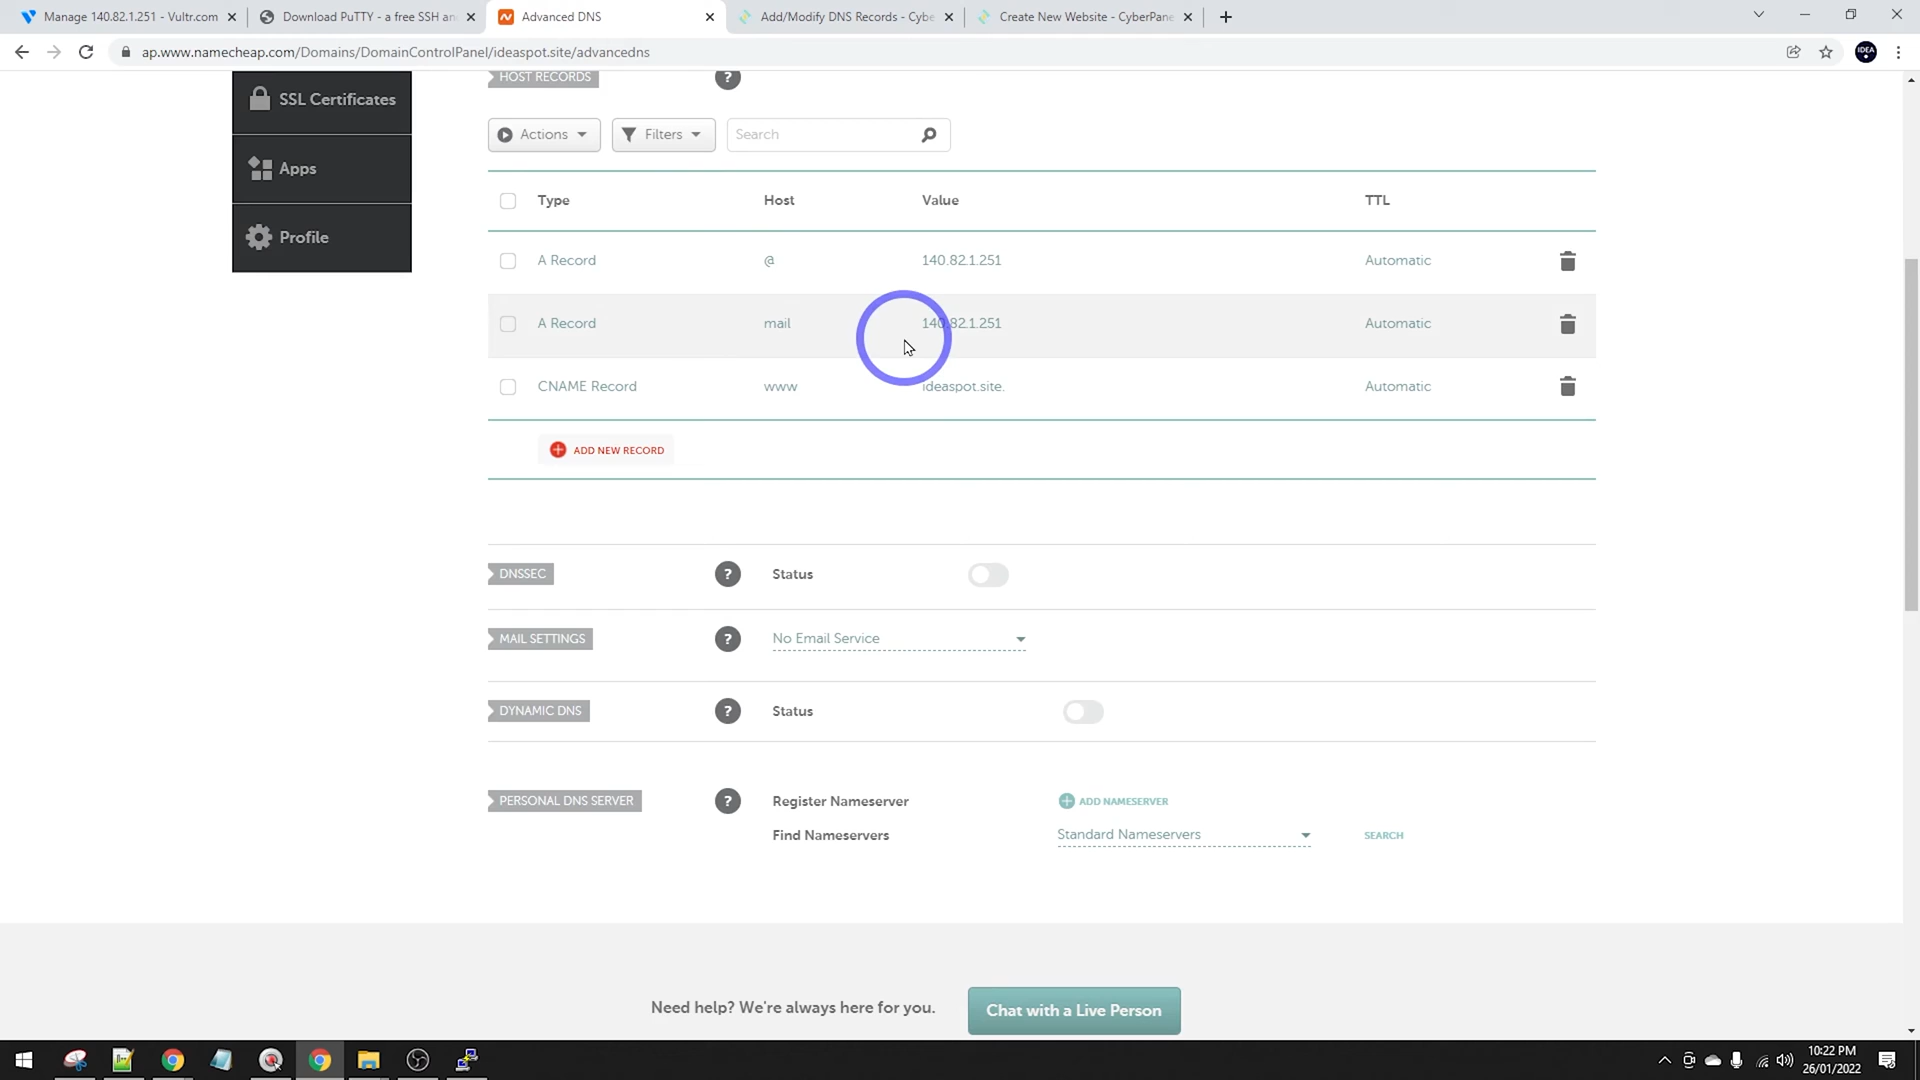 Manage 140.82.1.251 - Vultr.com
Download PuTTY - a free SSH an
Advanced DNS
Add/Modify DNS Records - Cybe
Create New Website - CyberPane
ap.www.namecheap.com/Domains/DomainControlPanel/ideaspot.site/advancedns
IDEA
SSL Certificates
Apps
Profile
HOST RECORDS
?
Actions
Filters
Search
Type Host Value TTL
A Record @ 140.82.1.251 Automatic
A Record mail 140.82.1.251 Automatic
CNAME Record www ideaspot.site. Automatic
ADD NEW RECORD
DNSSEC ? Status
MAIL SETTINGS ? No Email Service
DYNAMIC DNS ? Status
PERSONAL DNS SERVER ? Register Nameserver ADD NAMESERVER
Find Nameservers Standard Nameservers SEARCH
Need help? We're always here for you.
Chat with a Live Person
10:22 PM
26/01/2022